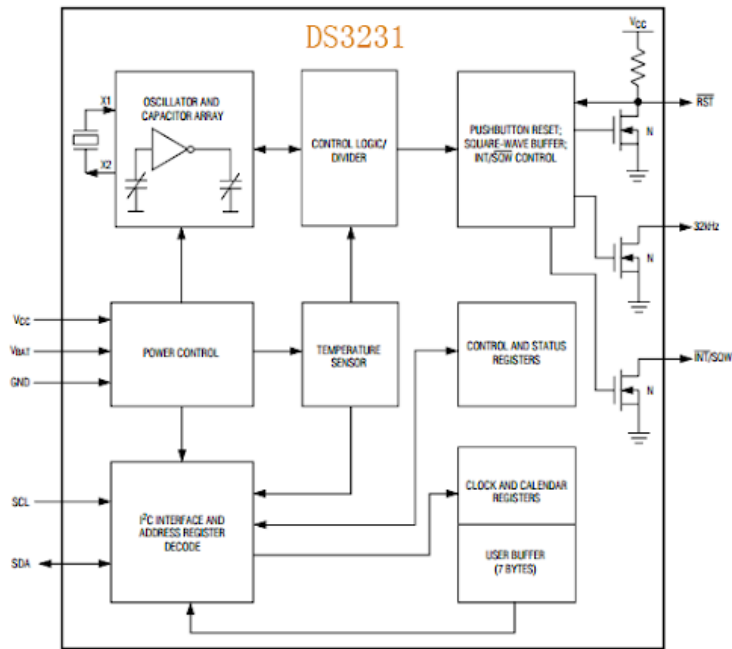 DS3231
VCC
X1
X2
OSCILLATOR AND
CAPACITOR ARRAY
CONTROL LOGIC/
DIVIDER
PUSHBUTTON RESET;
SQUARE-WAVE BUFFER;
INT/SQW CONTROL
N
RST
N
32kHz
N
INT/SQW
VCC
VBAT
GND
POWER CONTROL
TEMPERATURE
SENSOR
CONTROL AND STATUS
REGISTERS
SCL
SDA
I²C INTERFACE AND
ADDRESS REGISTER
DECODE
CLOCK AND CALENDAR
REGISTERS
USER BUFFER
(7 BYTES)